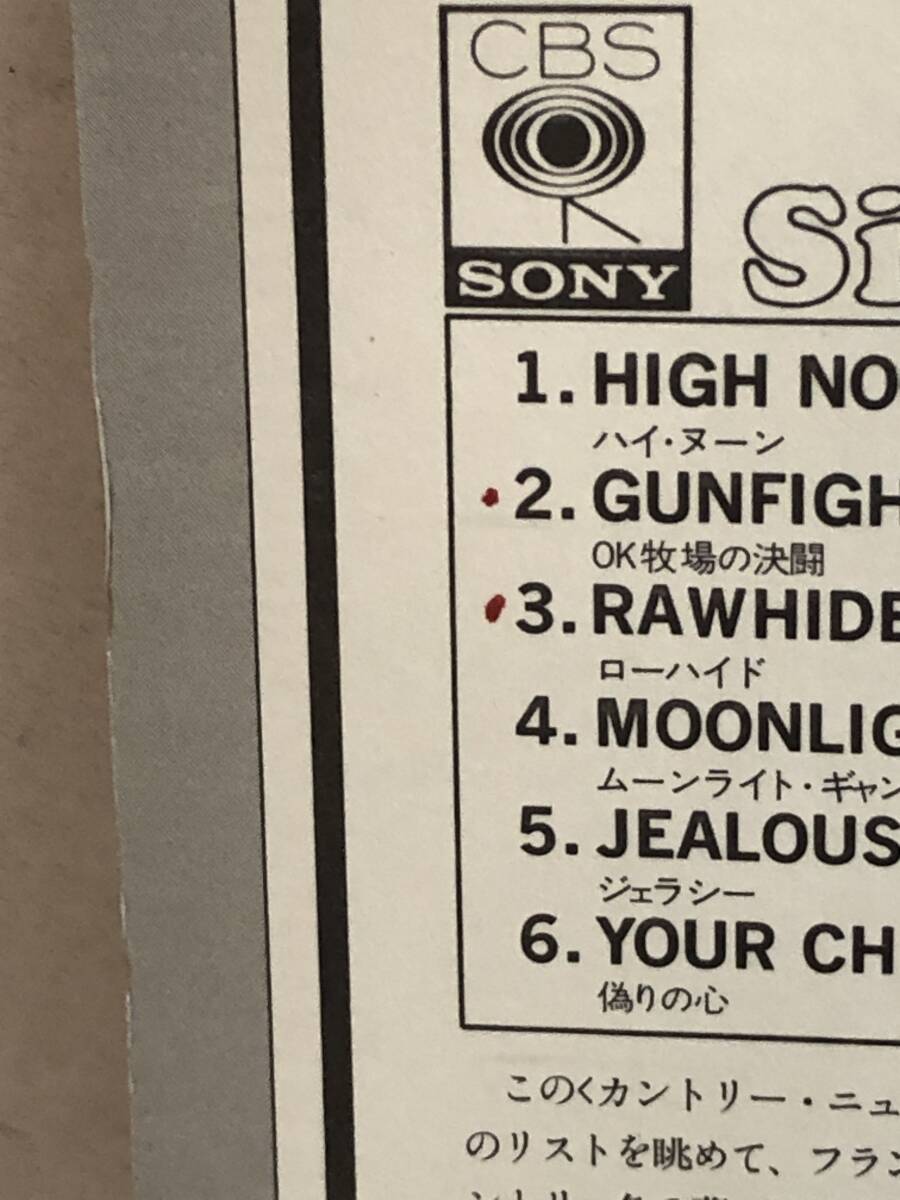 CBS
SONY
Si
1. HIGH NO
ハイ・ヌーン
2. GUNFIGH
OK牧場の決闘
3. RAWHIDE
ローハイド
4. MOONLIG
ムーンライト・ギャン
5. JEALOUS
ジェラシー
6. YOUR CH
偽りの心
このくカントリー・ニュ
のリストを眺めて、フラン